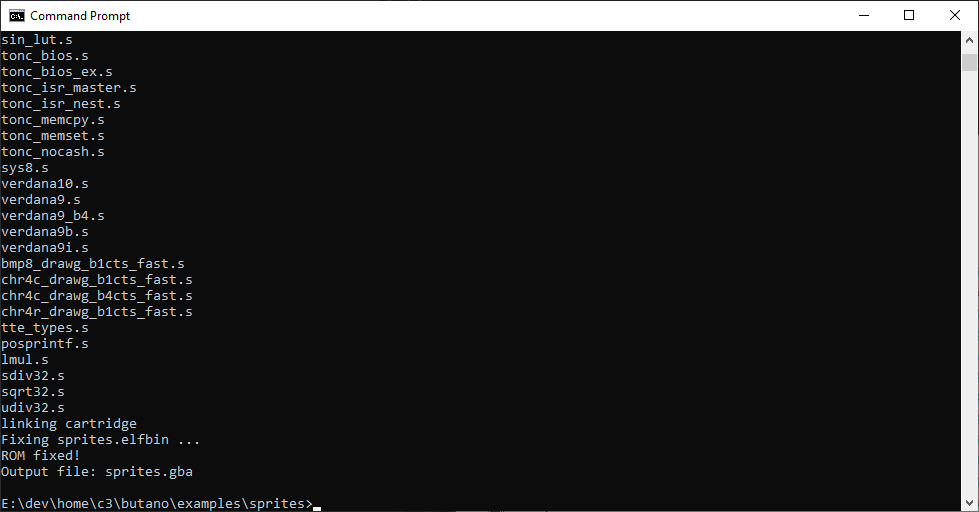 Command Prompt
sin_lut.s
tonc_bios.s
tonc_bios_ex.s
tonc_isr_master.s
tonc_isr_nest.s
tonc_memcpy.s
tonc_memset.s
tonc_nocash.s
sys8.s
verdana10.s
verdana9.s
verdana9_b4.s
verdana9b.s
verdana9i.s
bmp8_drawg_b1cts_fast.s
chr4c_drawg_b1cts_fast.s
chr4c_drawg_b4cts_fast.s
chr4r_drawg_b1cts_fast.s
tte_types.s
posprintf.s
lmul.s
sdiv32.s
sqrt32.s
udiv32.s
linking cartridge
Fixing sprites.elfbin ...
ROM fixed!
Output file: sprites.gba
E:\dev\home\c3\butano\examples\sprites>